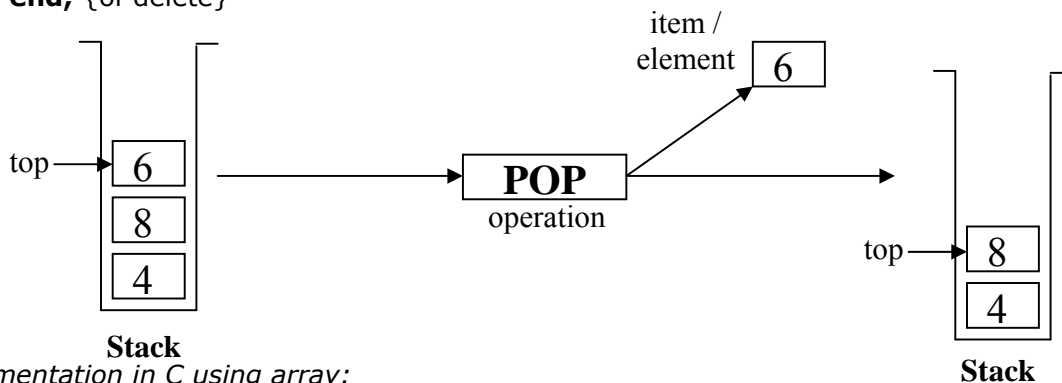 end; {of delete}
item /
element
6
top
6
8
4
POP
operation
top
8
4
Stack
mentation in C using array:
Stack